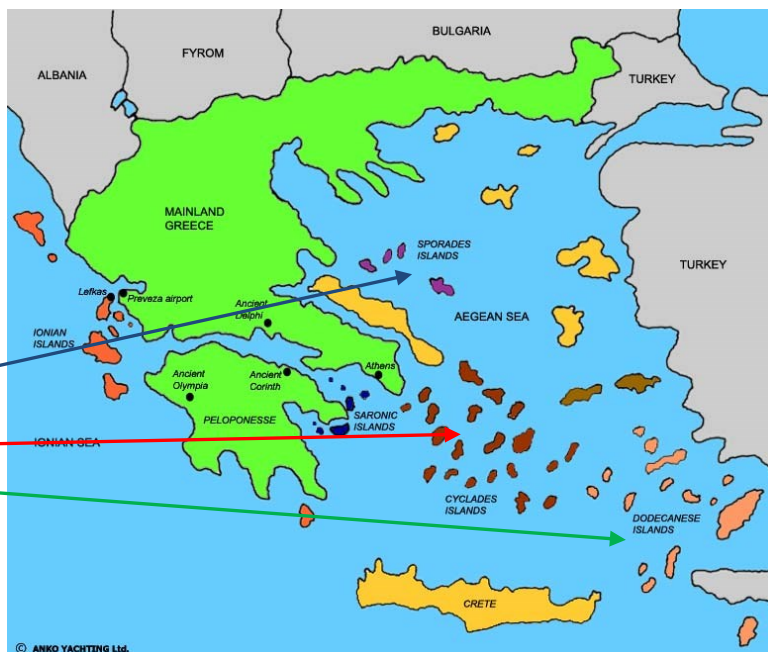 BULGARIA
FYROM
ALBANIA
TURKEY
MAINLAND
GREECE
SPORADES
ISLANDS
TURKEY
Lefkas
Preveza airport
Ancient
Delphi
AEGEAN SEA
IONIAN
ISLANDS
Ancient
Olympia
Ancient
Corinth
Athens
PELOPONESSE
SARONIC
ISLANDS
IONIAN SEA
CYCLADES
ISLANDS
DODECANESE
ISLANDS
CRETE
© ANKO YACHTING Ltd.